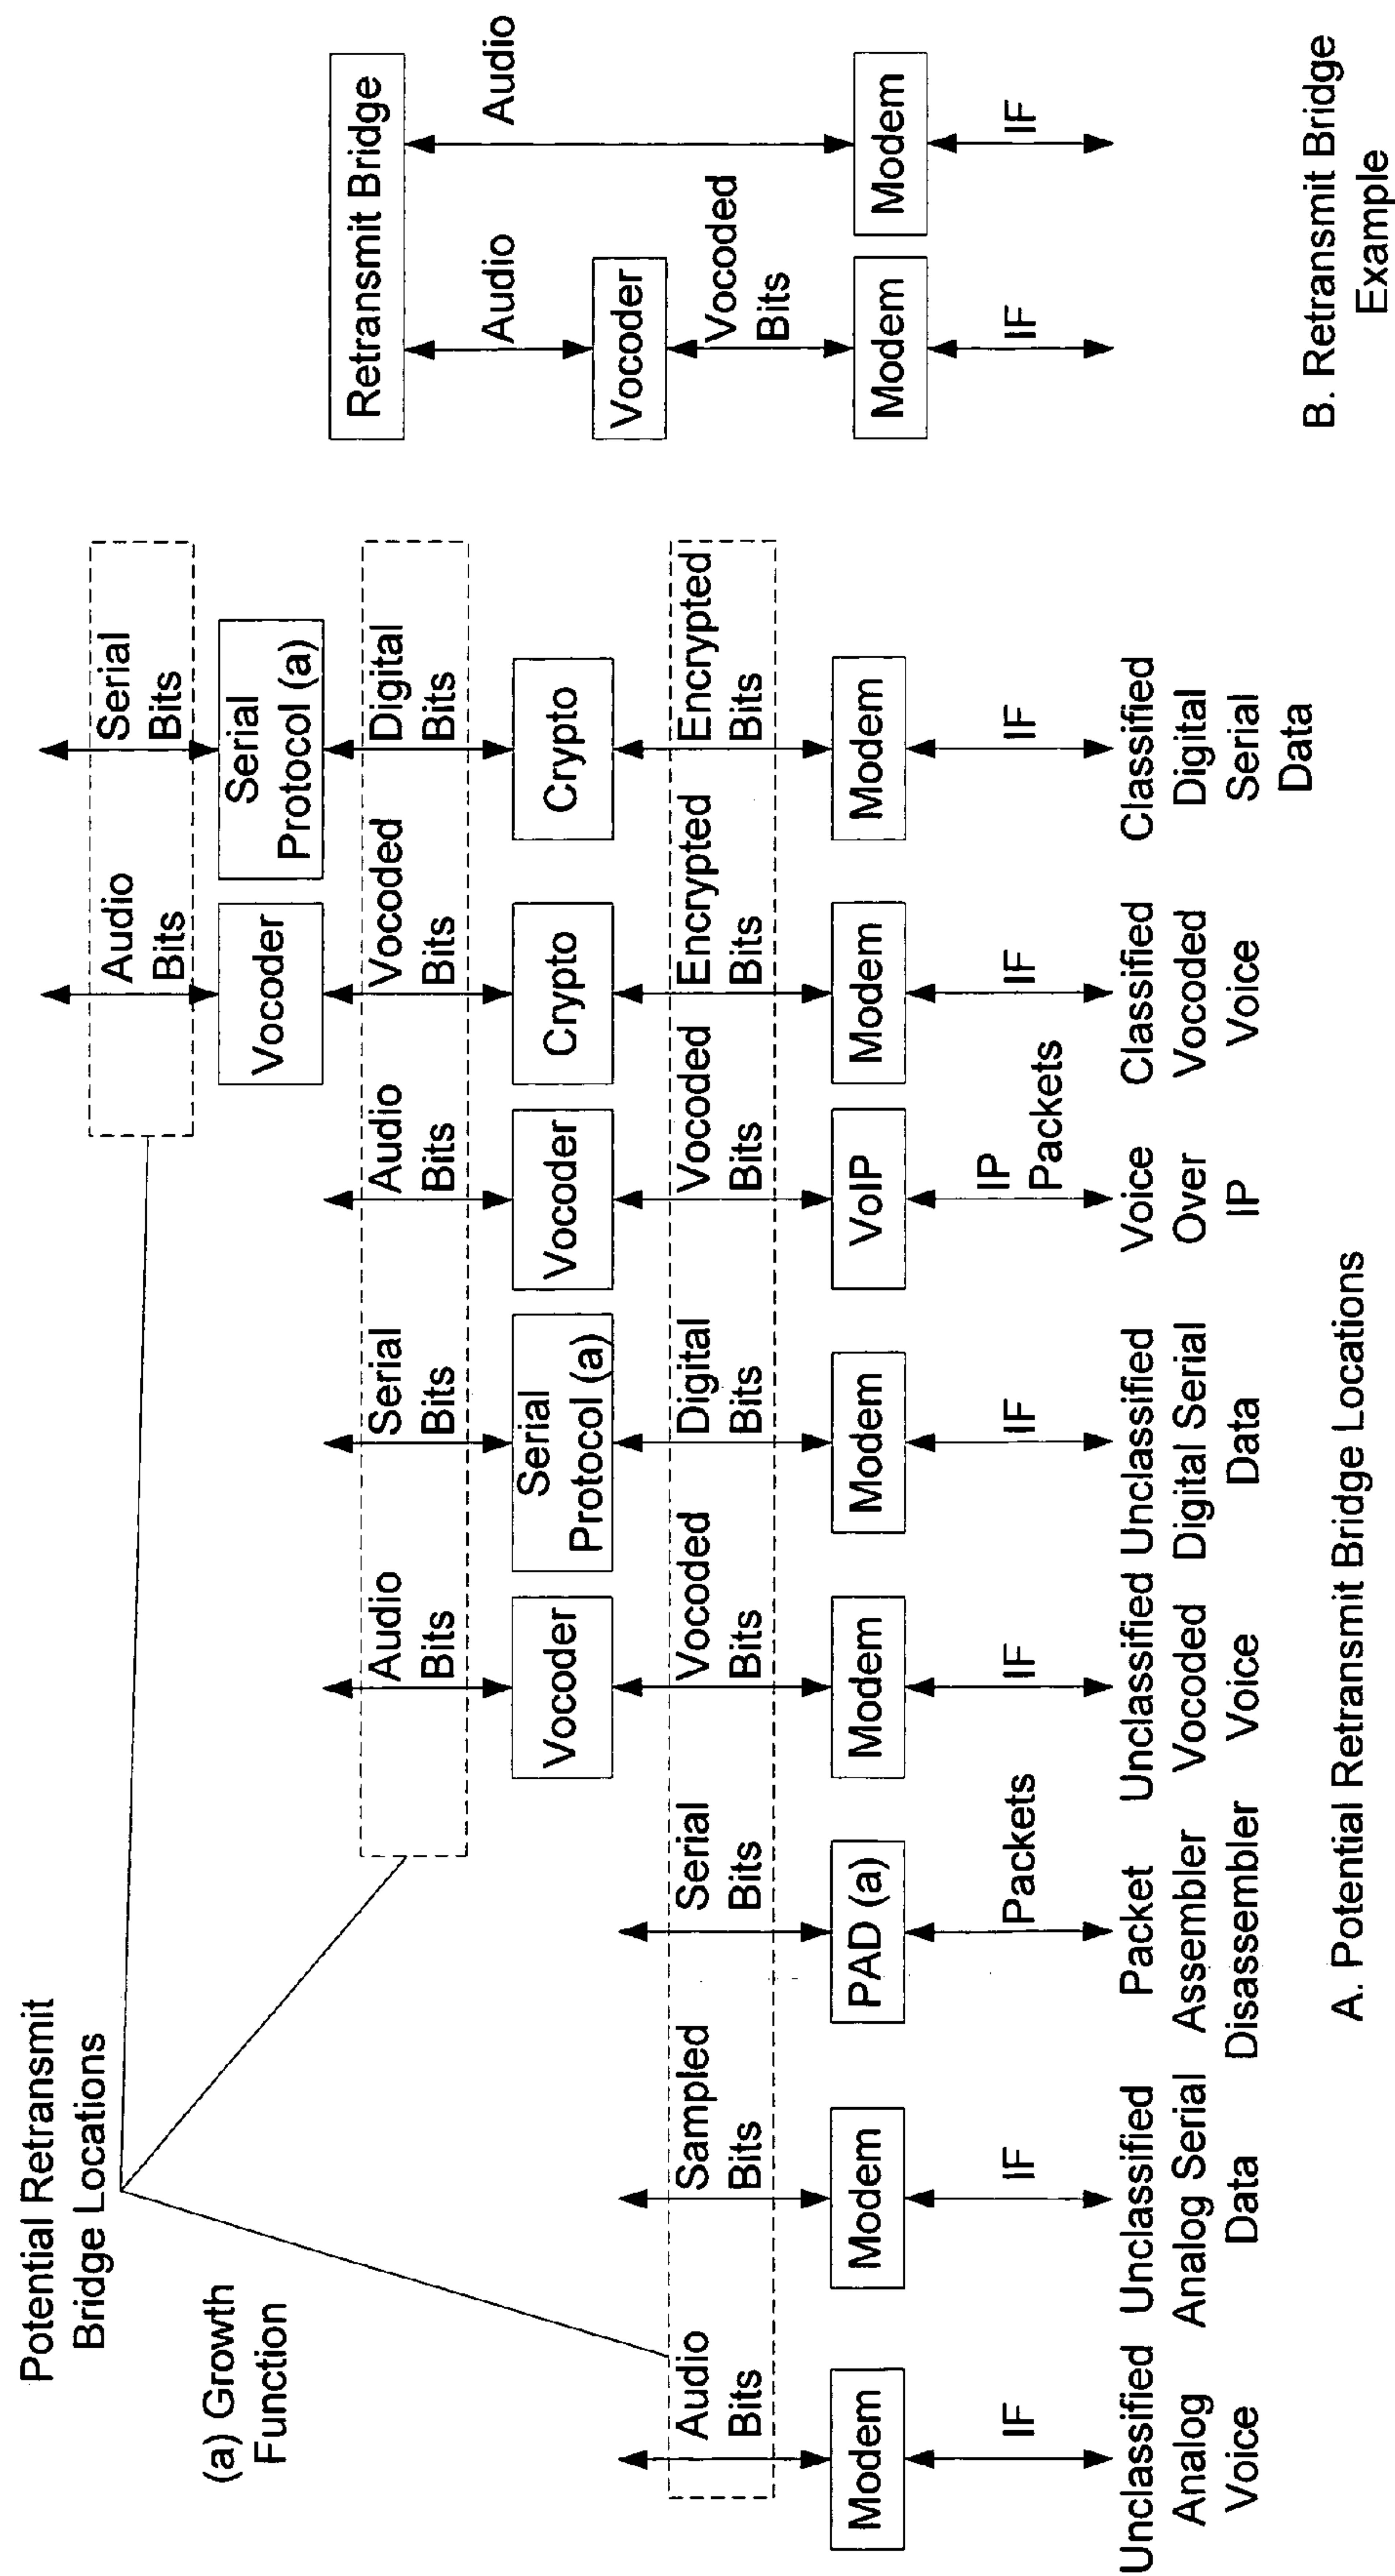 Potential Retransmit
Bridge Locations
(a) Growth
Function
Audio
Bits
Serial
Bits
Vocoder
Serial
Protocol (a)
Audio
Bits
Serial
Bits
Audio
Bits
Vocoded
Bits
Digital
Bits
Vocoder
Serial
Protocol (a)
Vocoder
Crypto
Crypto
Audio
Bits
Sampled
Bits
Serial
Bits
Vocoded
Bits
Digital
Bits
Vocoded
Bits
Encrypted
Bits
Encrypted
Bits
Modem
Modem
PAD (a)
Modem
Modem
VoIP
Modem
Modem
IF
IF
Packets
IF
IF
IP
Packets
IF
IF
Unclassified
Analog
Voice
Unclassified
Analog Serial
Data
Packet
Assembler
Disassembler
Unclassified
Vocoded
Voice
Unclassified
Digital Serial
Data
Voice
Over
IP
Classified
Vocoded
Voice
Classified
Digital
Serial
Data
A. Potential Retransmit Bridge Locations
Retransmit Bridge
Audio
Audio
Vocoder
Vocoded
Bits
Modem
Modem
IF
IF
B. Retransmit Bridge
Example